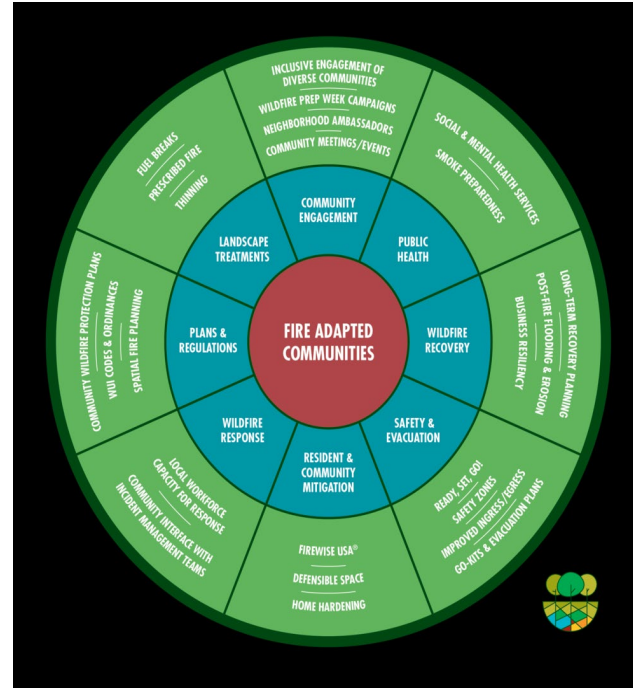 FIRE ADAPTED
COMMUNITIES
COMMUNITY
ENGAGEMENT
INCLUSIVE ENGAGEMENT OF
DIVERSE COMMUNITIES
WILDFIRE PREP WEEK CAMPAIGNS
NEIGHBORHOOD AMBASSADORS
COMMUNITY MEETINGS/EVENTS
PUBLIC
HEALTH
SOCIAL & MENTAL HEALTH SERVICES
SMOKE PREPAREDNESS
WILDFIRE
RECOVERY
LONG-TERM RECOVERY PLANNING
POST-FIRE FLOODING & EROSION
BUSINESS RESILIENCY
SAFETY &
EVACUATION
READY, SET, GO!
SAFETY ZONES
IMPROVED INGRESS/EGRESS
GO-KITS & EVACUATION PLANS
RESIDENT &
COMMUNITY
MITIGATION
FIREWISE USA®
DEFENSIBLE SPACE
HOME HARDENING
WILDFIRE
RESPONSE
LOCAL WORKFORCE
CAPACITY FOR RESPONSE
COMMUNITY INTERFACE WITH
INCIDENT MANAGEMENT TEAMS
PLANS &
REGULATIONS
COMMUNITY WILDFIRE PROTECTION PLANS
WUI CODES & ORDINANCES
SPATIAL FIRE PLANNING
LANDSCAPE
TREATMENTS
FUEL BREAKS
PRESCRIBED FIRE
THINNING